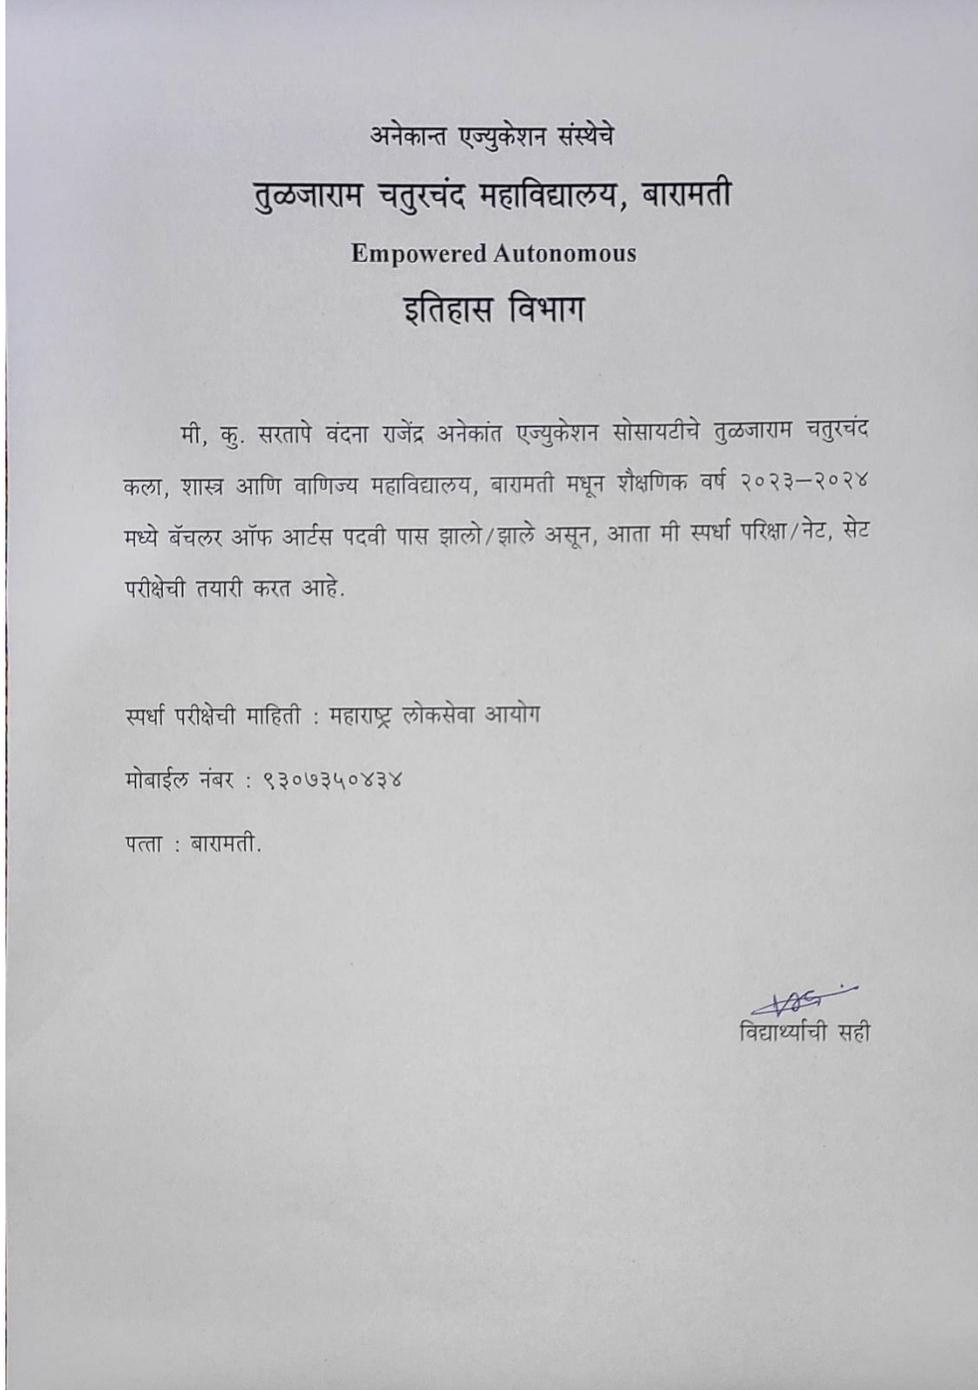 अनेकान्त एज्युकेशन संस्थेचे
तुळजाराम चतुरचंद महाविद्यालय, बारामती
Empowered Autonomous
इतिहास विभाग
मी, कु. सरतापे वंदना राजेंद्र अनेकांत एज्युकेशन सोसायटीचे तुळजाराम चतुरचंद
कला, शास्त्र आणि वाणिज्य महाविद्यालय, बारामती मधून शैक्षणिक वर्ष २०२३–२०२४
मध्ये बॅचलर ऑफ आर्टस पदवी पास झालो/झाले असून, आता मी स्पर्धा परिक्षा/नेट, सेट
परीक्षेची तयारी करत आहे.
स्पर्धा परीक्षेची माहिती : महाराष्ट्र लोकसेवा आयोग
मोबाईल नंबर : ९३०७३५०४३४
पत्ता : बारामती.
विद्यार्थ्याची सही